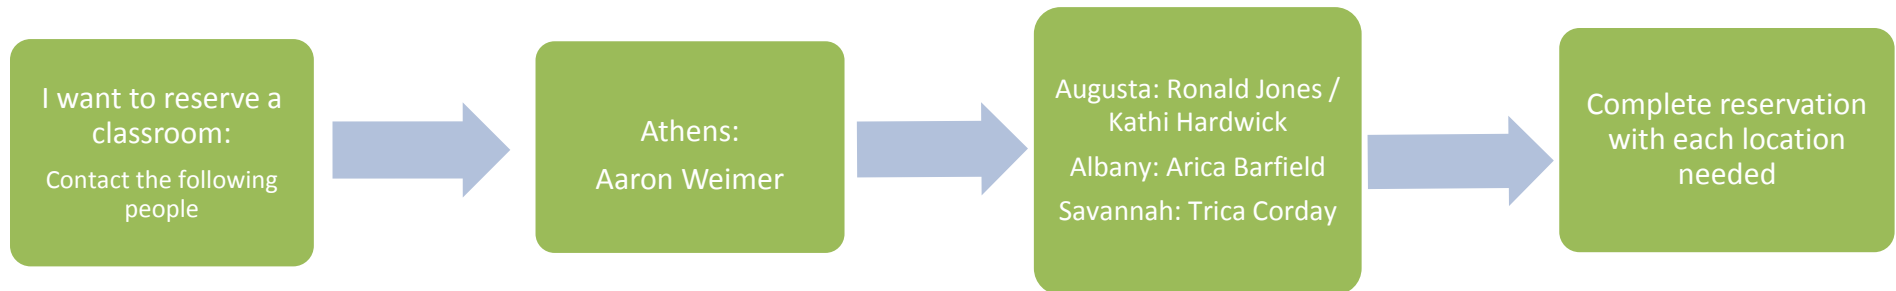 I want to reserve a
classroom:
Contact the following
people
Athens:
Aaron Weimer
Augusta: Ronald Jones /
Kathi Hardwick
Albany: Arica Barfield
Savannah: Trica Corday
Complete reservation
with each location
needed